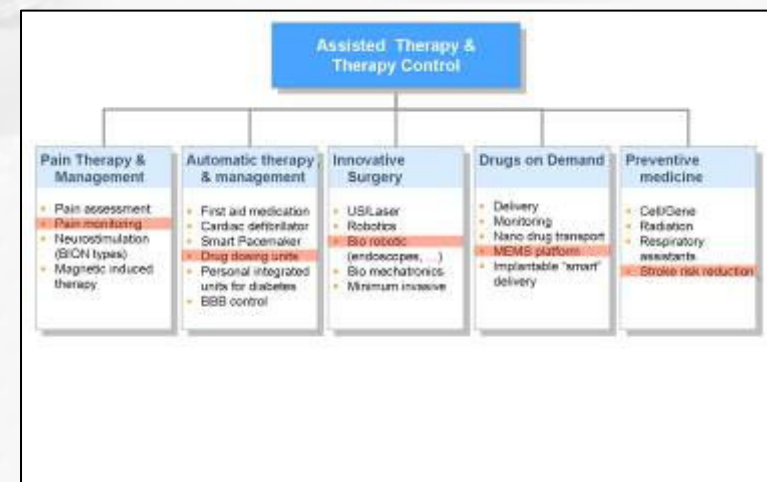 Assisted Therapy &
Therapy Control
Pain Therapy &
Management
Pain assessment
Pain monitoring
Neurostimulation
(BION types)
Magnetic induced
therapy
Automatic therapy
& management
First aid medication
Cardiac defibrilator
Smart Pacemaker
Drug dosing units
Personal integrated
units for diabetes
BBB control
Innovative
Surgery
US/Laser
Robotics
Bio robotic
(endoscopes, ...)
Bio mechatronics
Minimum invasive
Drugs on Demand
Delivery
Monitoring
Nano drug transport
MEMS platform
Implantable "smart"
delivery
Preventive
medicine
Cell/Gene
Radiation
Respiratory
assistants
Stroke risk reduction